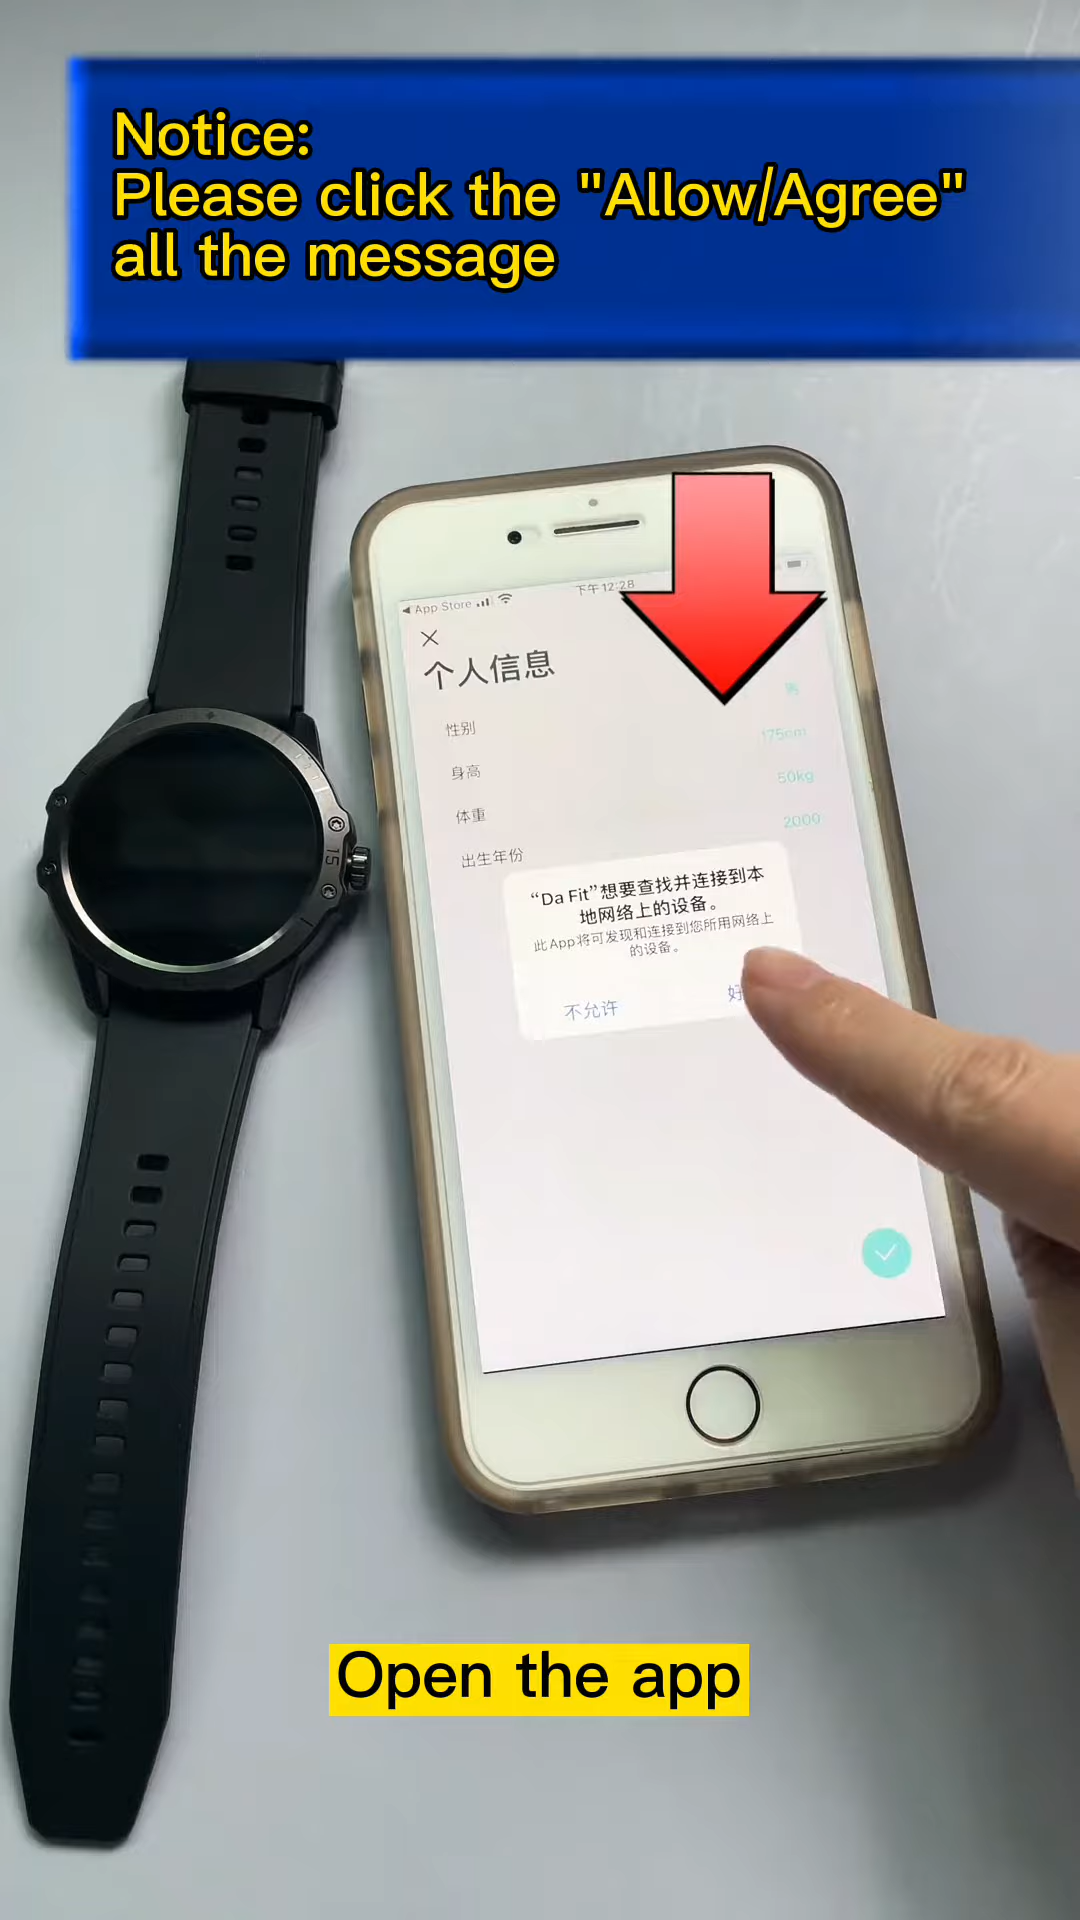 Notice:
Please click the "Allow/Agree"
all the message
App Store
下午12:28
个人信息
性别
男
身高
175cm
体重
50kg
出生年份
2000
“Da Fit”想要查找并连接到本
地网络上的设备。
此App将可发现和连接到您所用网络上
的设备。
不允许
好
15
Open the app